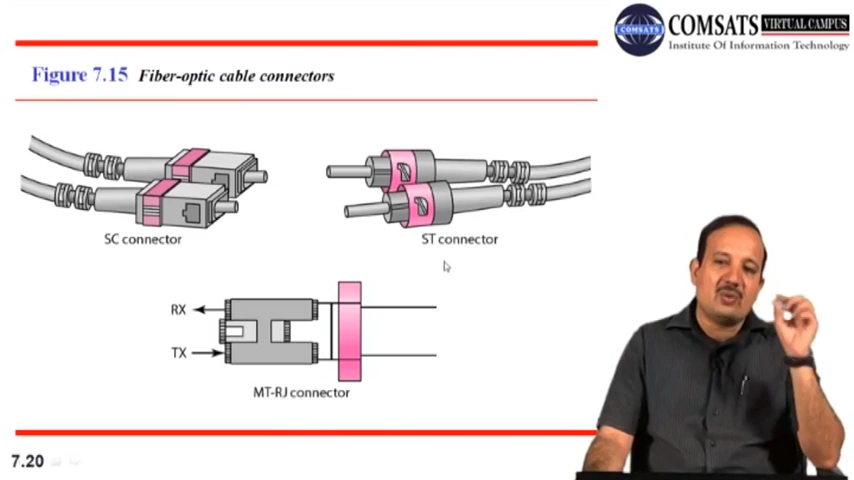 COMSATS VIRTUAL CAMPUS
COMSATS
Institute Of Information Technology
Figure 7.15 Fiber-optic cable connectors
SC connector
ST connector
RX
TX
MT-RJ connector
7.20